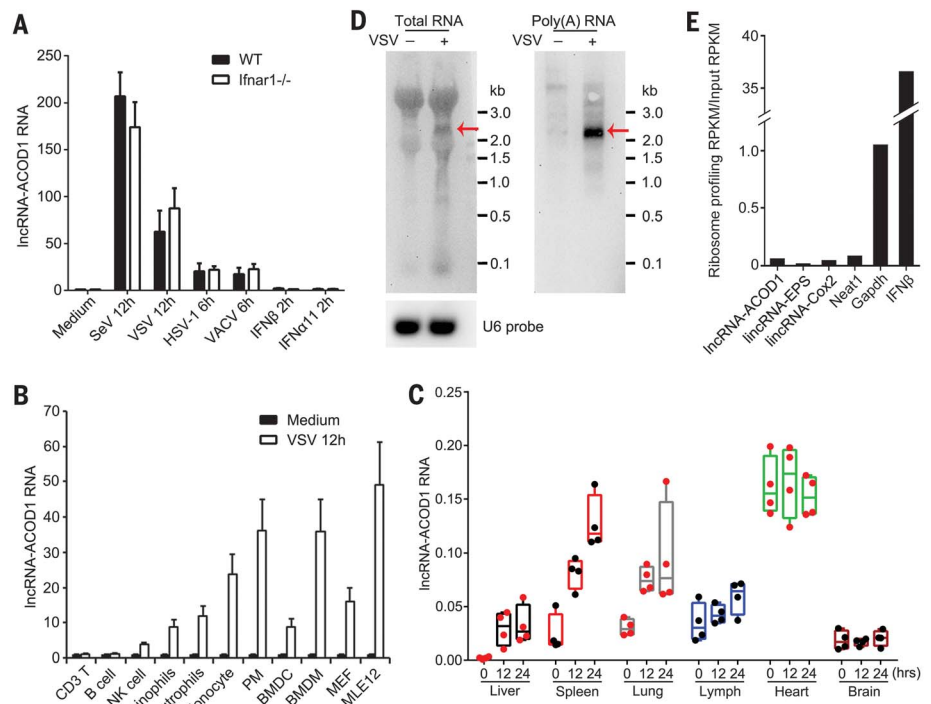 A
lncRNA-ACOD1 RNA
250
200
150
100
50
0
WT
Ifnar1-/-
Medium
SeV 12h
VSV 12h
HSV-1 6h
VACV 6h
IFNβ 2h
IFNα11 2h
D
Total RNA
Poly(A) RNA
VSV – +
VSV – +
kb
3.0
2.0
1.5
1.0
0.5
0.1
kb
3.0
2.0
1.5
1.0
0.5
0.1
U6 probe
E
Ribosome profiling RPKM/Input RPKM
40
35
1.0
0.5
0
lncRNA-ACOD1
lincRNA-EPS
lincRNA-Cox2
Neat1
Gapdh
IFNβ
B
lncRNA-ACOD1 RNA
70
60
50
40
30
20
10
0
Medium
VSV 12h
CD3 T
B cell
NK cell
inophils
trophils
onocyte
PM
BMDC
BMDM
MEF
MLE12
C
lncRNA-ACOD1 RNA
0.25
0.20
0.15
0.10
0.05
0.00
0 12 24 0 12 24 0 12 24 0 12 24 0 12 24 0 12 24 (hrs)
Liver Spleen Lung Lymph Heart Brain